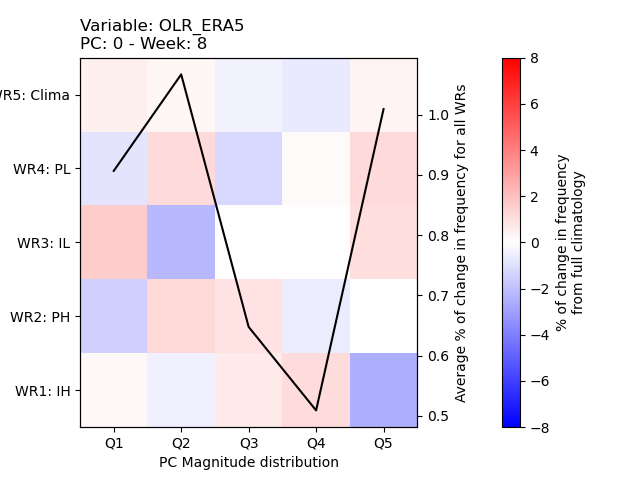 Variable: OLR_ERA5
PC: 0 - Week: 8
WR5: Clima
WR4: PL
WR3: IL
WR2: PH
WR1: IH
Q1 Q2 Q3 Q4 Q5
PC Magnitude distribution
1.0
0.9
0.8
0.7
0.6
0.5
Average % of change in frequency for all WRs
8
6
4
2
0
−2
−4
−6
−8
% of change in frequency
from full climatology